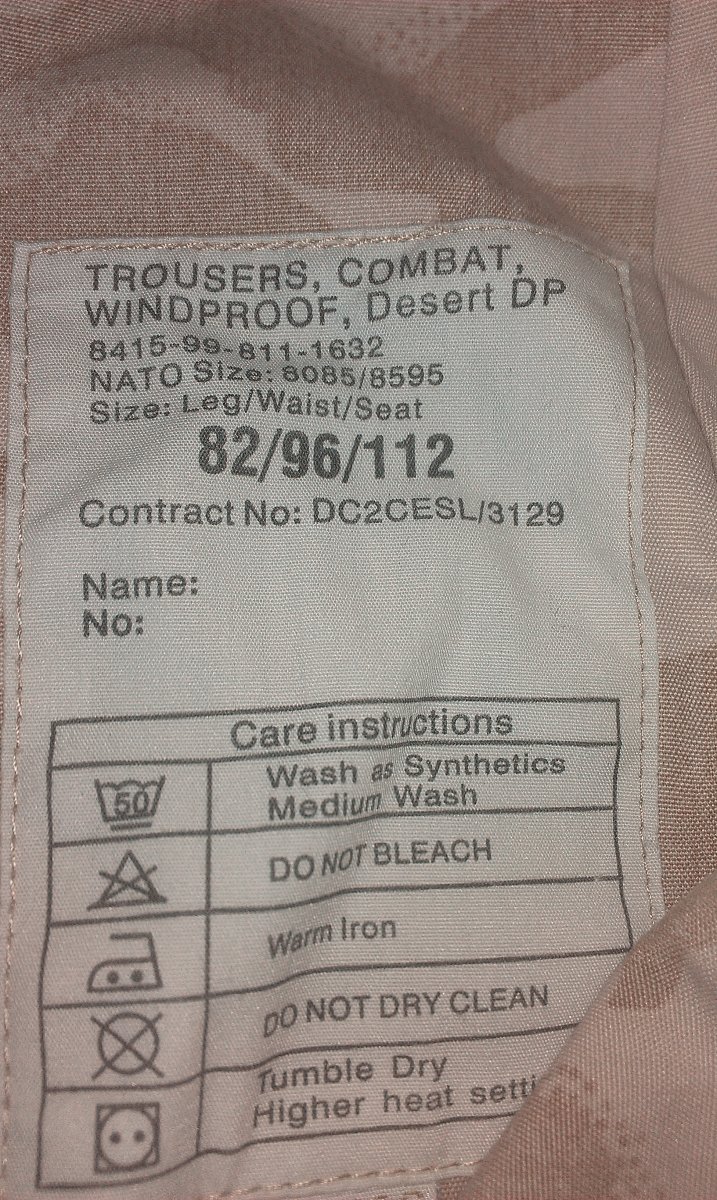 TROUSERS, COMBAT,
WINDPROOF, Desert DP
8415-99-811-1632
NATO Size: 8085/8595
Size: Leg/Waist/Seat
82/96/112
Contract No: DC2CESL/3129
Name:
No:
Care instructions
50
Wash as Synthetics
Medium Wash
DO NOT BLEACH
Warm Iron
DO NOT DRY CLEAN
Tumble Dry
Higher heat